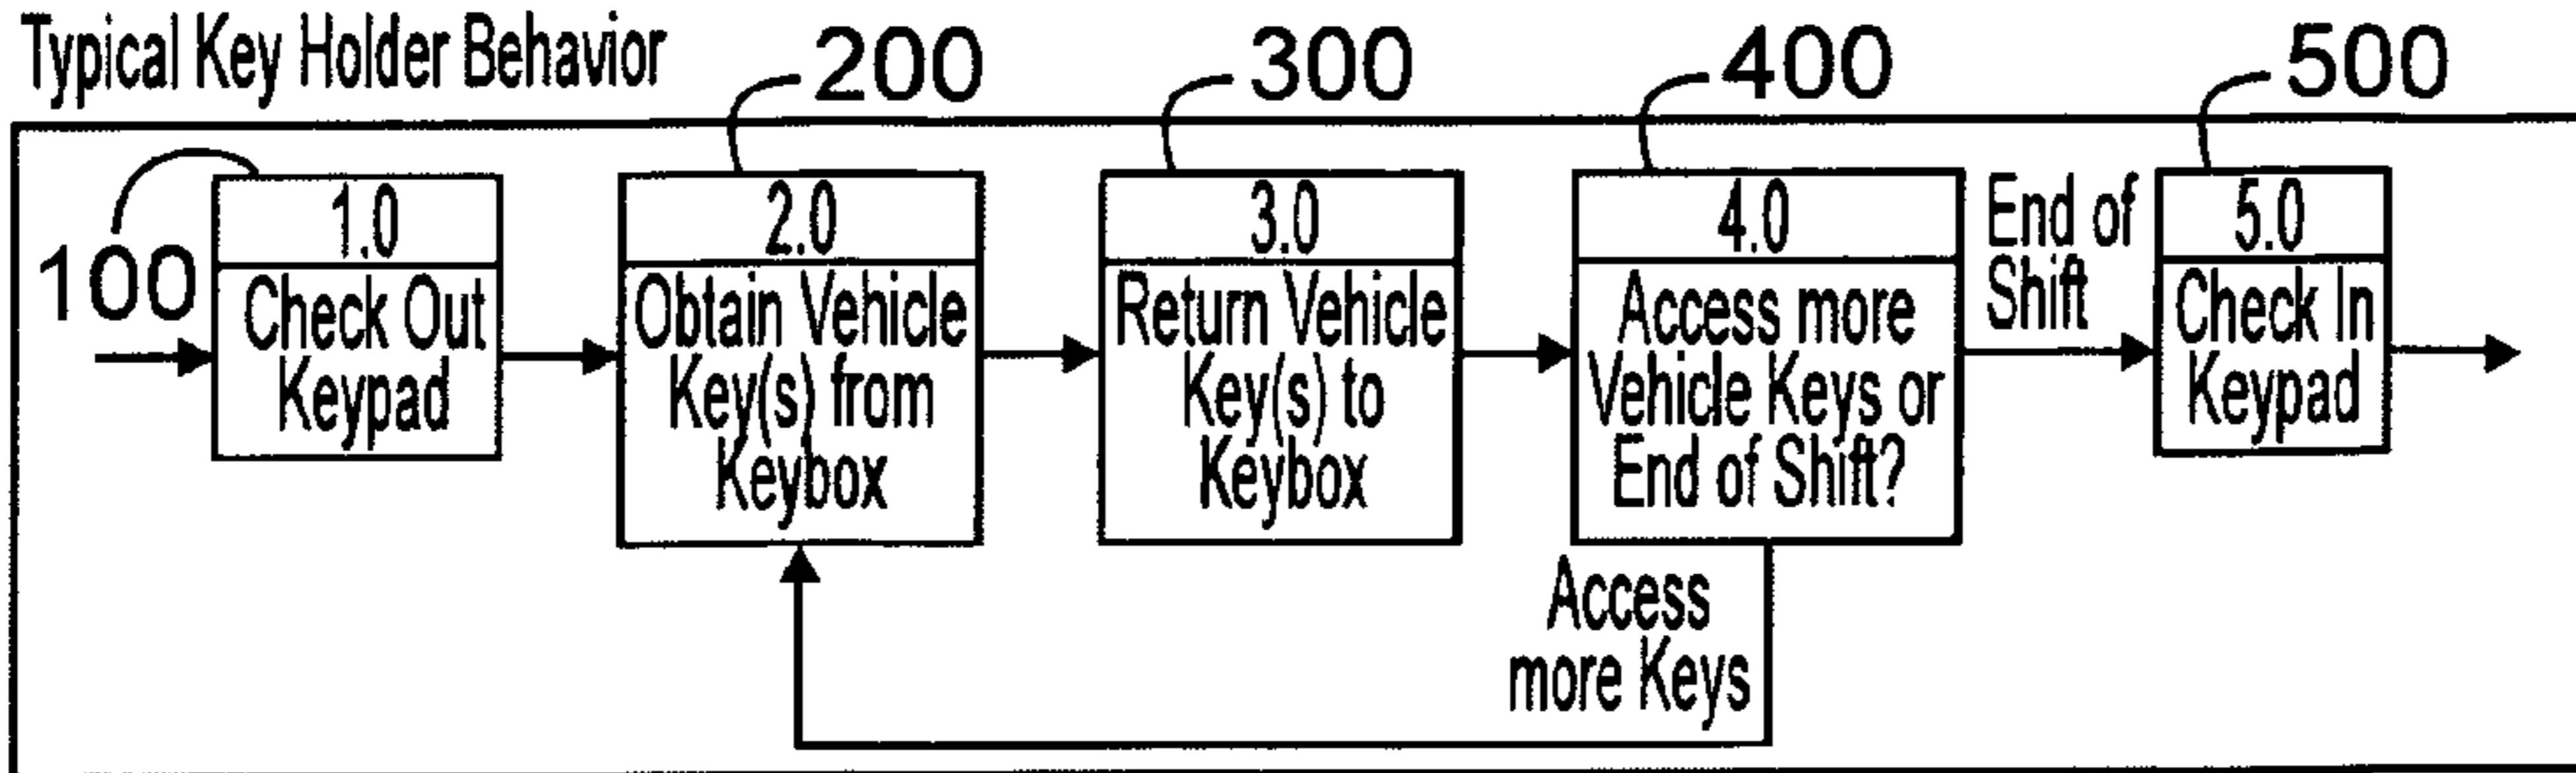 Typical Key Holder Behavior
100
1.0
Check Out
Keypad
200
2.0
Obtain Vehicle
Key(s) from
Keybox
300
3.0
Return Vehicle
Key(s) to
Keybox
400
4.0
Access more
Vehicle Keys or
End of Shift?
Access
more Keys
End of
Shift
500
5.0
Check In
Keypad